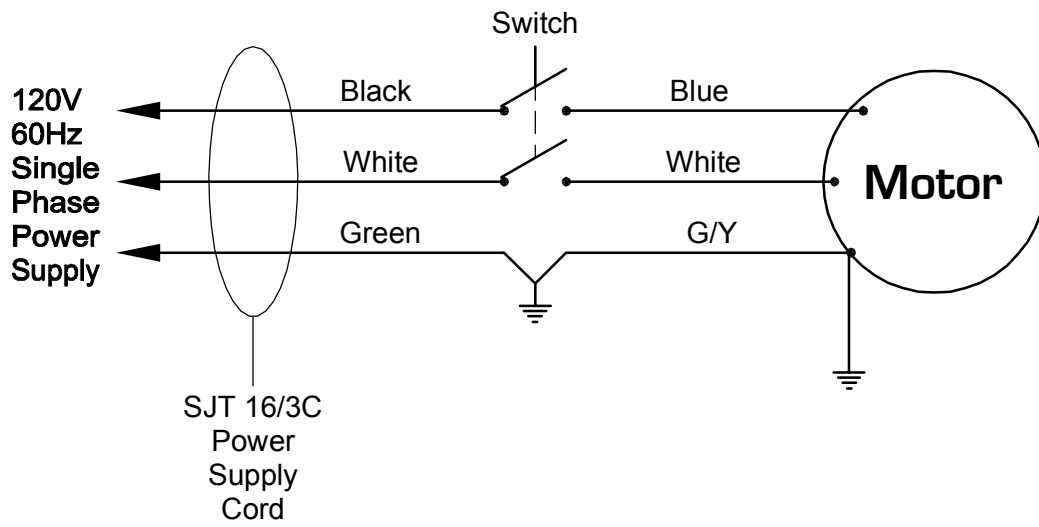 Switch
120V
60Hz
Single
Phase
Power
Supply
Black
Blue
White
White
Green
G/Y
Motor
SJT 16/3C
Power
Supply
Cord